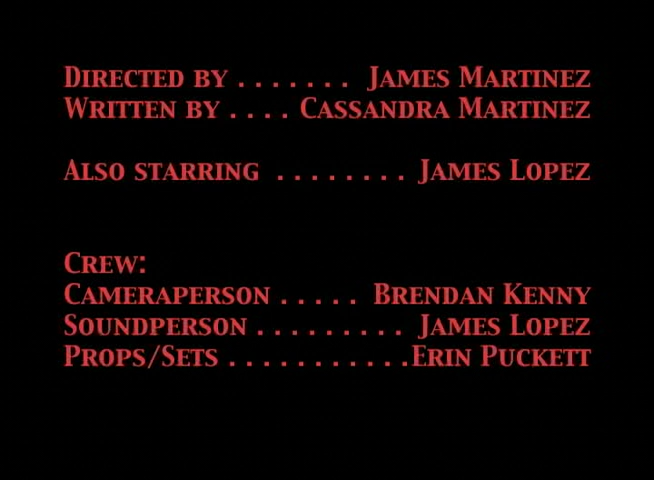 Directed by . . . . . . . James Martinez
Written by . . . . Cassandra Martinez
Also starring . . . . . . . . James Lopez
Crew:
Cameraperson . . . . . Brendan Kenny
Soundperson . . . . . . . . . James Lopez
Props/Sets . . . . . . . . . . . .Erin Puckett